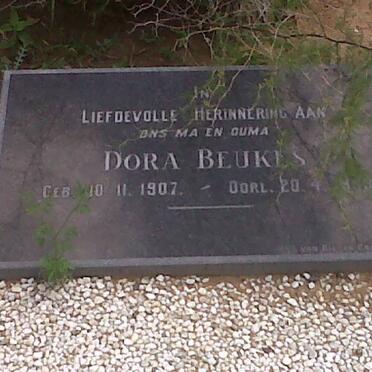 IN
LIEFDEVOLLE HERINNERING AAN
ONS MA EN OUMA
DORA BEUKES
GEB. 10. 11. 1907. – OORL. 20. 4.